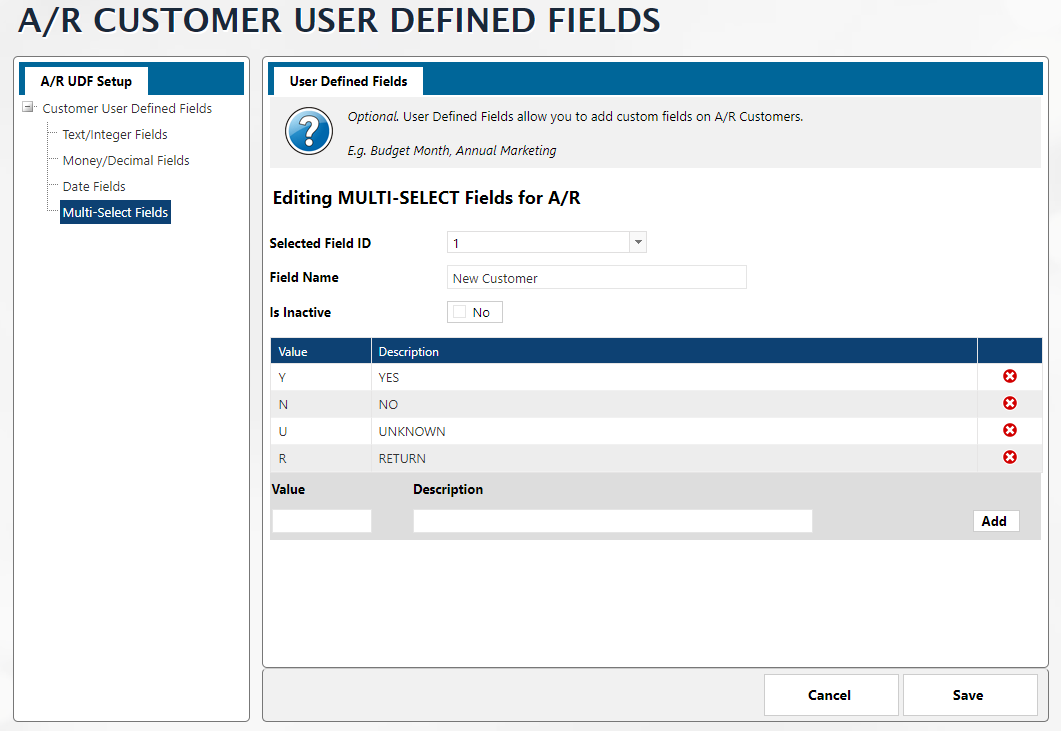 A/R CUSTOMER USER DEFINED FIELDS
A/R UDF Setup
Customer User Defined Fields
Text/Integer Fields
Money/Decimal Fields
Date Fields
Multi-Select Fields
User Defined Fields
?
Optional. User Defined Fields allow you to add custom fields on A/R Customers.
E.g. Budget Month, Annual Marketing
Editing MULTI-SELECT Fields for A/R
Selected Field ID 1
Field Name New Customer
Is Inactive No
Value Description
Y YES
N NO
U UNKNOWN
R RETURN
Value Description
Add
Cancel Save